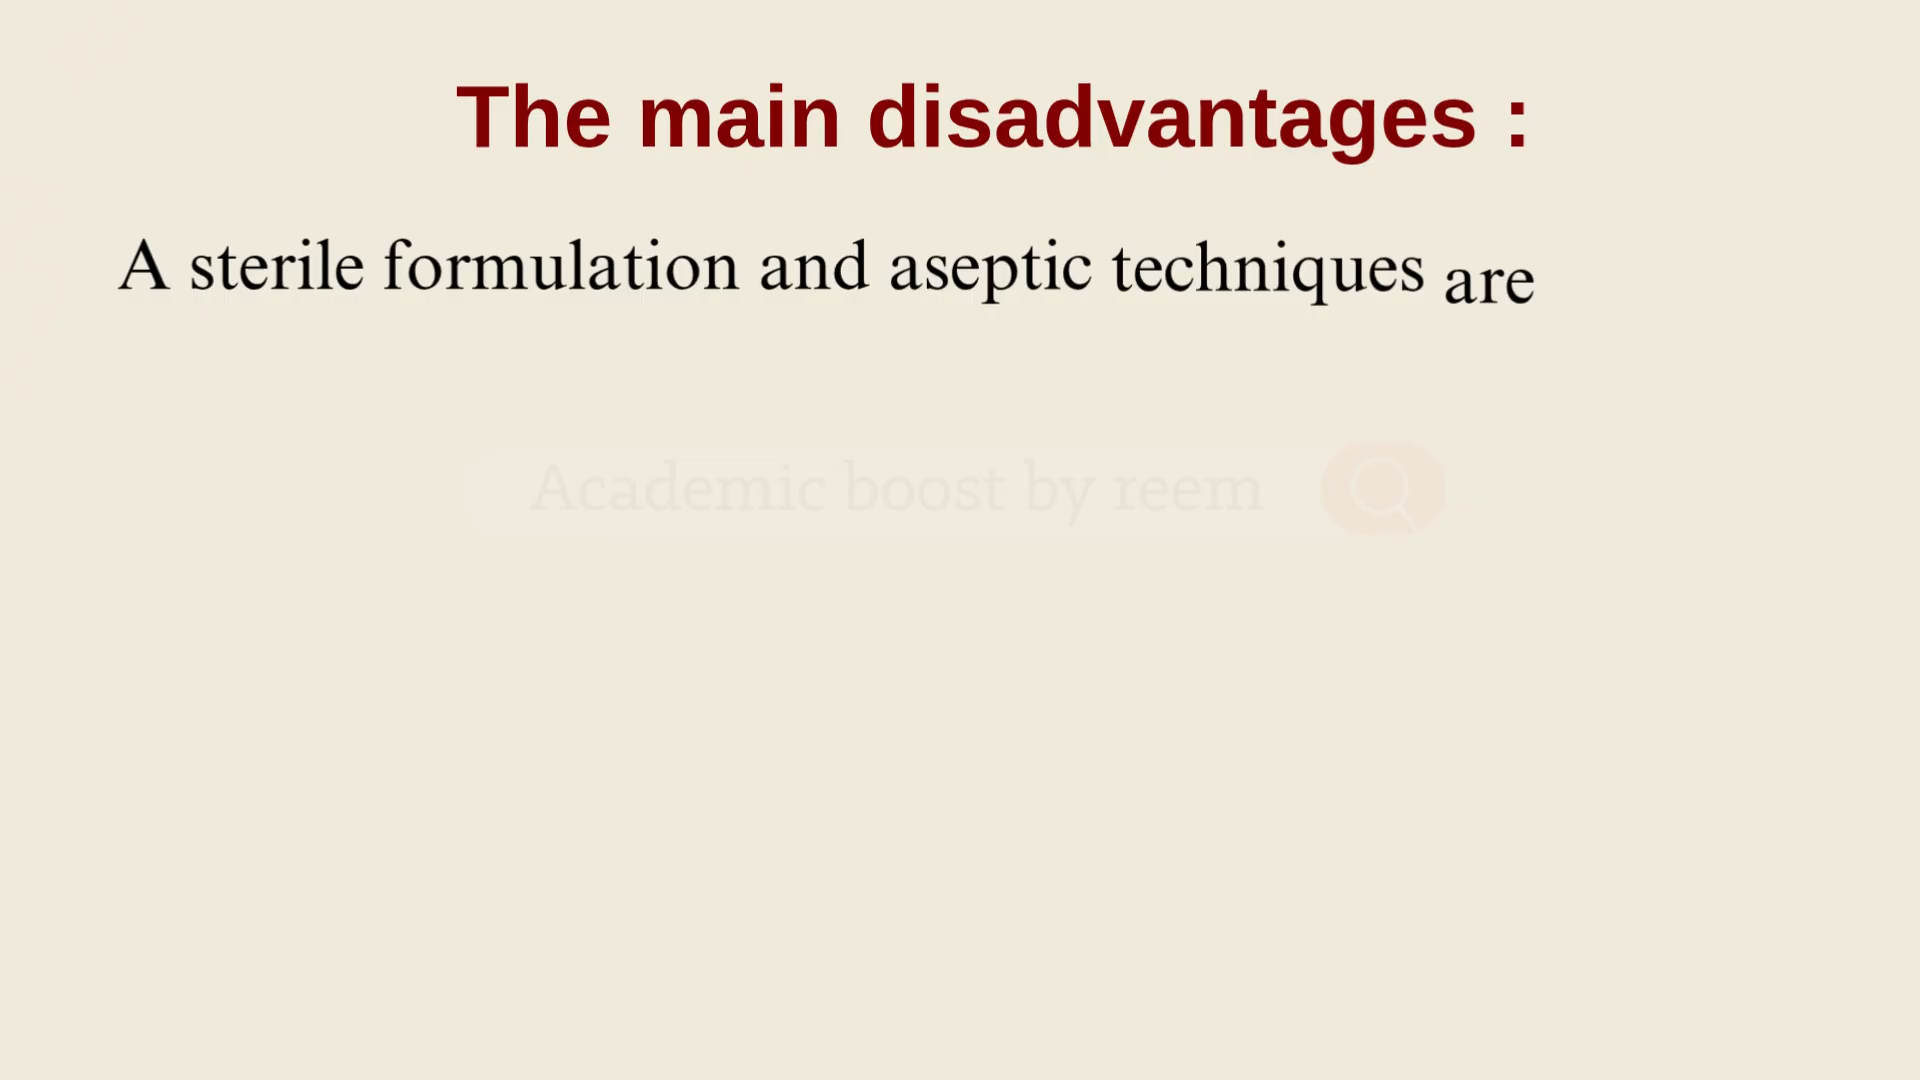 The main disadvantages :
A sterile formulation and aseptic techniques are
Academic boost by reem